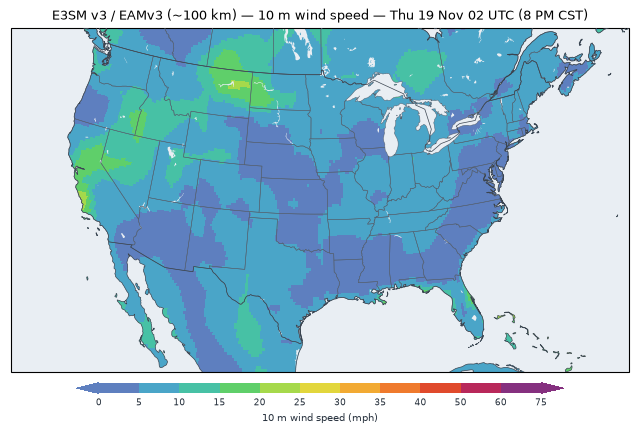 E3SM v3 / EAMv3 (~100 km) — 10 m wind speed — Thu 19 Nov 02 UTC (8 PM CST)
0 5 10 15 20 25 30 35 40 50 60 75
10 m wind speed (mph)